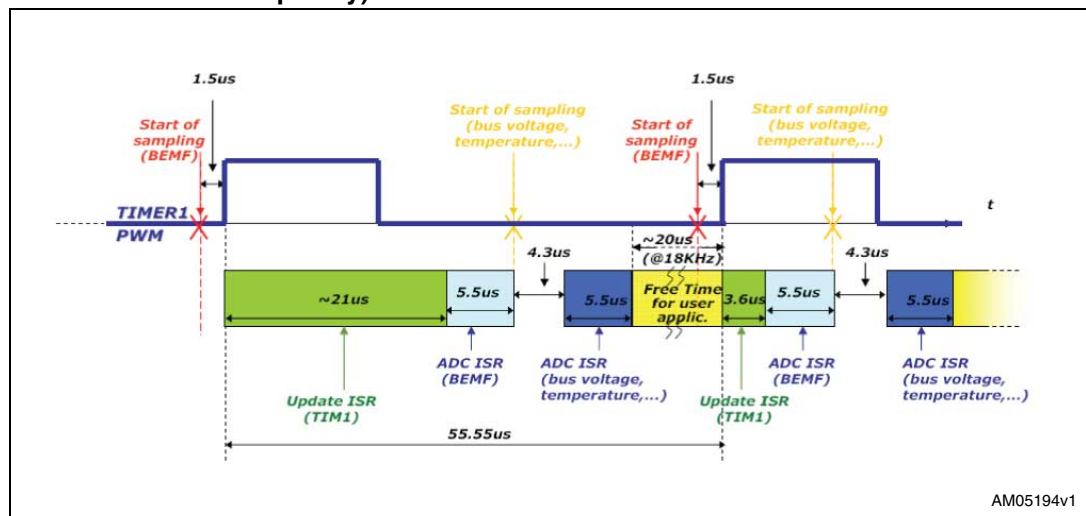 1.5us
1.5us
Start of sampling
(bus voltage,
temperature,...)
Start of sampling
(bus voltage,
temperature,...)
Start of
sampling
(BEMF)
Start of
sampling
(BEMF)
TIMER1
PWM
t
~20us
(@18KHz)
4.3us
4.3us
~21us
5.5us
5.5us
Free Time
for user
applic.
3.6us
5.5us
5.5us
ADC ISR
(BEMF)
ADC ISR
(bus voltage,
temperature,...)
ADC ISR
(BEMF)
ADC ISR
(bus voltage,
temperature,...)
Update ISR
(TIM1)
Update ISR
(TIM1)
55.55us
AM05194v1